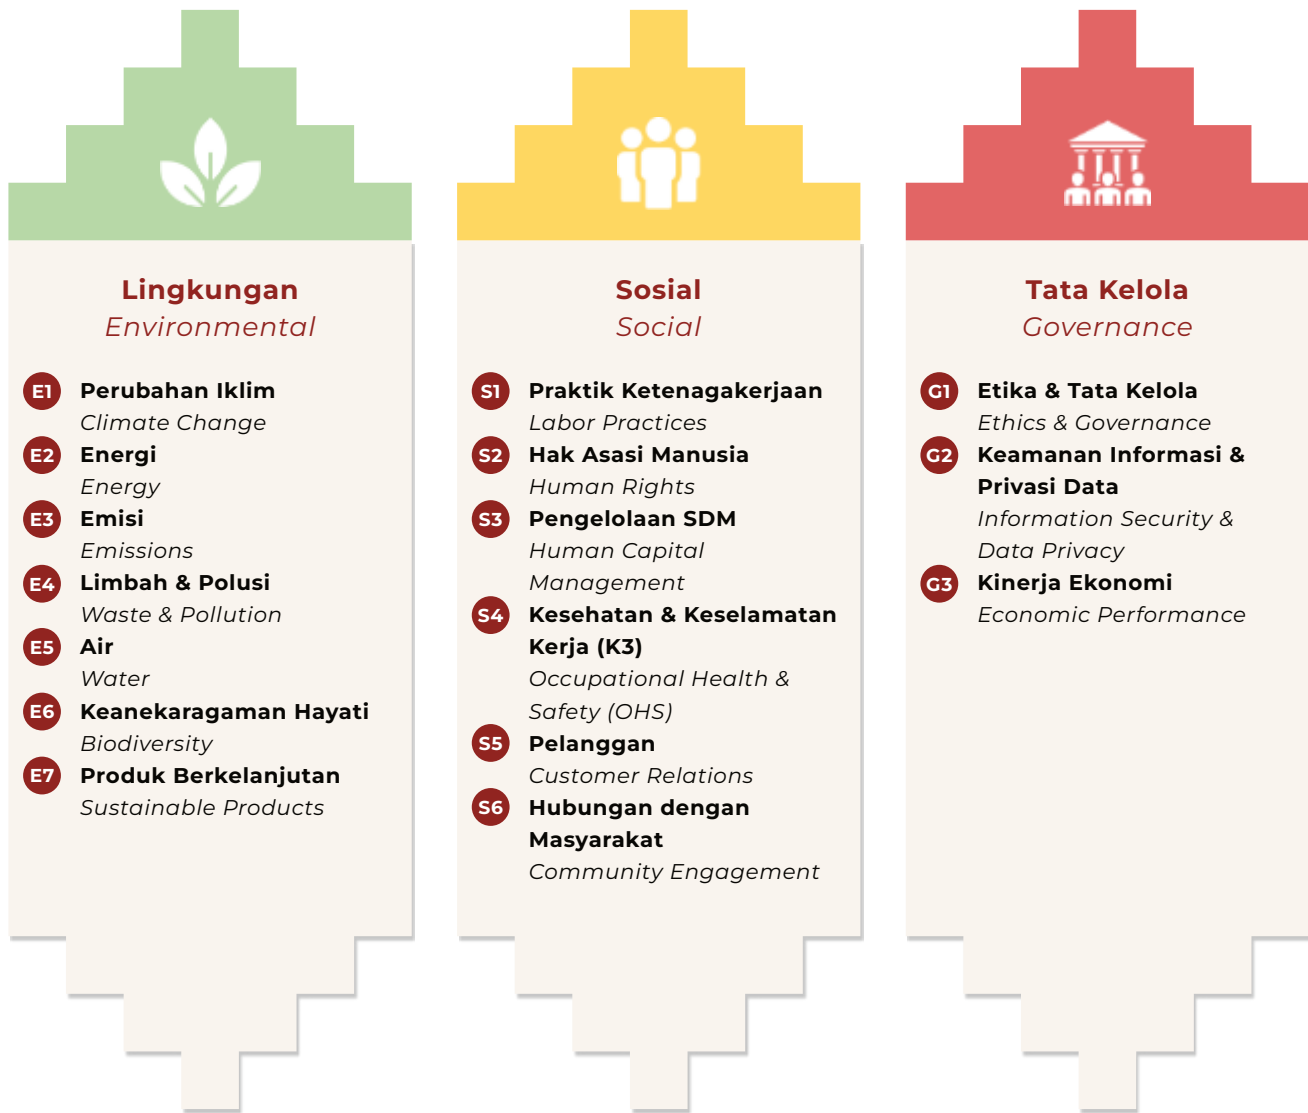 Lingkungan
Environmental
E1 Perubahan Iklim
Climate Change
E2 Energi
Energy
E3 Emisi
Emissions
E4 Limbah & Polusi
Waste & Pollution
E5 Air
Water
E6 Keanekaragaman Hayati
Biodiversity
E7 Produk Berkelanjutan
Sustainable Products
Sosial
Social
S1 Praktik Ketenagakerjaan
Labor Practices
S2 Hak Asasi Manusia
Human Rights
S3 Pengelolaan SDM
Human Capital
Management
S4 Kesehatan & Keselamatan
Kerja (K3)
Occupational Health &
Safety (OHS)
S5 Pelanggan
Customer Relations
S6 Hubungan dengan
Masyarakat
Community Engagement
Tata Kelola
Governance
G1 Etika & Tata Kelola
Ethics & Governance
G2 Keamanan Informasi &
Privasi Data
Information Security &
Data Privacy
G3 Kinerja Ekonomi
Economic Performance